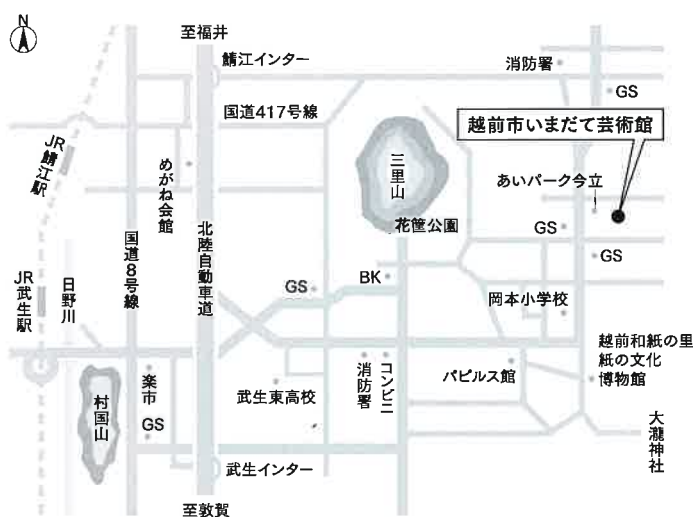 N
至福井
鯖江インター
消防署
GS
国道417号線
越前市いまだて芸術館
JR
鯖江駅
めがね会館
三里山
あいパーク今立
花筐公園
GS
GS
国道8号線
北陸自動車道
JR
武生駅
日野川
GS
BK
岡本小学校
越前和紙の里
紙の文化
博物館
楽市
GS
村国山
武生東高校
消防署
コンビニ
パピルス館
大瀧神社
武生インター
至敦賀